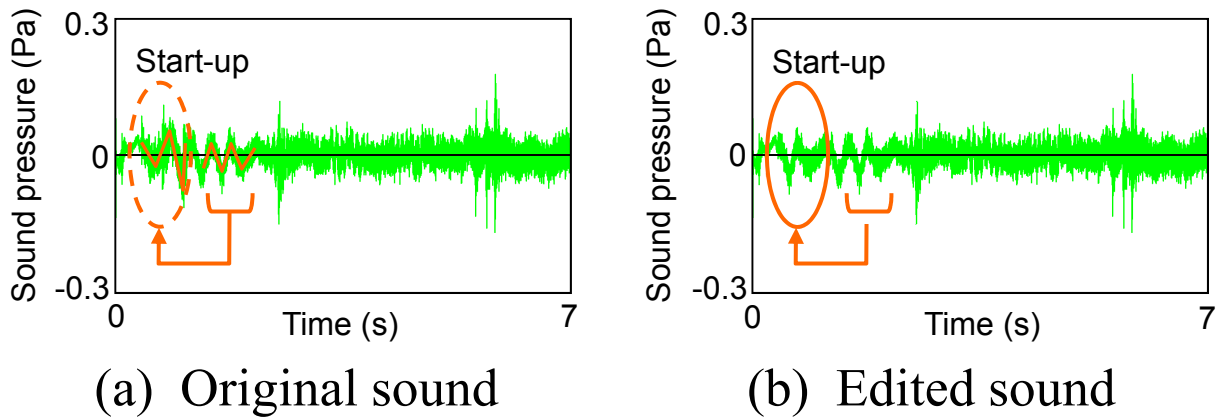 0.3
Sound pressure (Pa)
Start-up
0
-0.3
0
Time (s)
7
(a) Original sound
0.3
Sound pressure (Pa)
Start-up
0
-0.3
0
Time (s)
7
(b) Edited sound